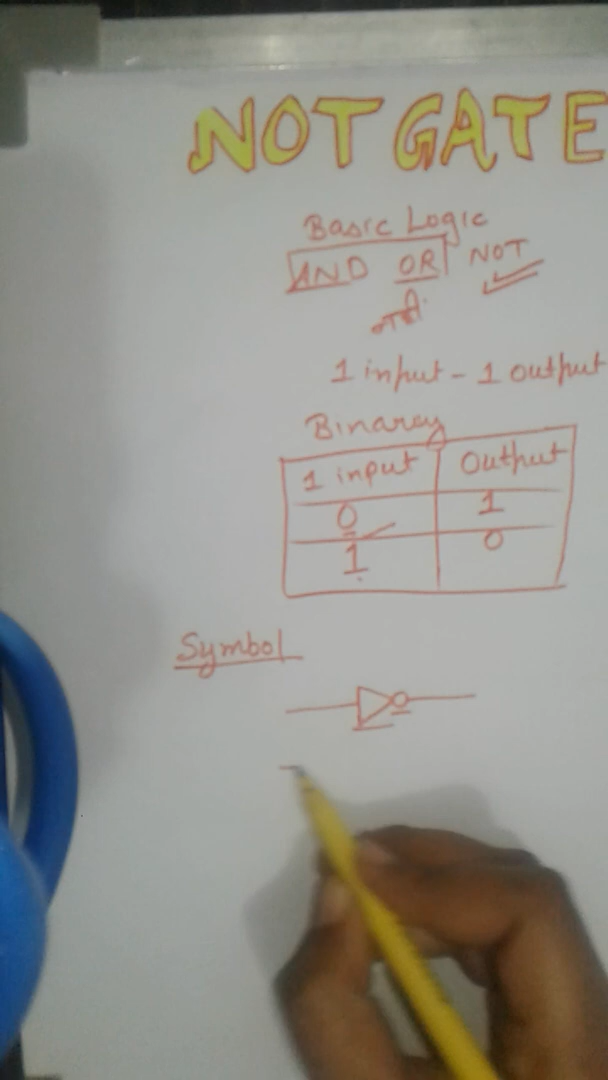 NOT GATE
Basic Logic
AND OR NOT
नहीं
1 input - 1 output
Binarey
1 input Output
0 1
1 0
Symbol